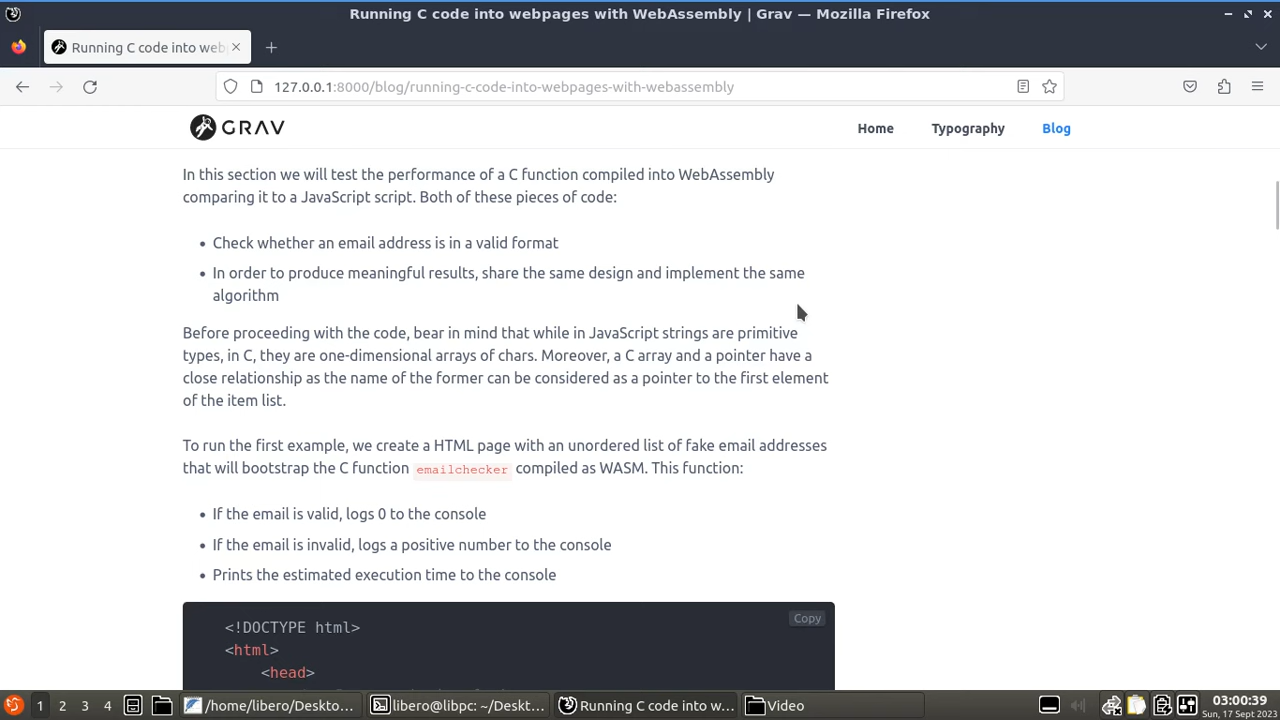 Running C code into webpages with WebAssembly | Grav — Mozilla Firefox
Running C code into web
127.0.0.1:8000/blog/running-c-code-into-webpages-with-webassembly
GRAV
Home Typography Blog
In this section we will test the performance of a C function compiled into WebAssembly
comparing it to a JavaScript script. Both of these pieces of code:
• Check whether an email address is in a valid format
• In order to produce meaningful results, share the same design and implement the same
algorithm
Before proceeding with the code, bear in mind that while in JavaScript strings are primitive
types, in C, they are one-dimensional arrays of chars. Moreover, a C array and a pointer have a
close relationship as the name of the former can be considered as a pointer to the first element
of the item list.
To run the first example, we create a HTML page with an unordered list of fake email addresses
that will bootstrap the C function emailchecker compiled as WASM. This function:
• If the email is valid, logs 0 to the console
• If the email is invalid, logs a positive number to the console
• Prints the estimated execution time to the console
Copy
<!DOCTYPE html>
<html>
<head>
1 2 3 4 /home/libero/Deskto... libero@libpc: ~/Deskt... Running C code into w... Video
03:00:39
Sun, 17 Sept 2023